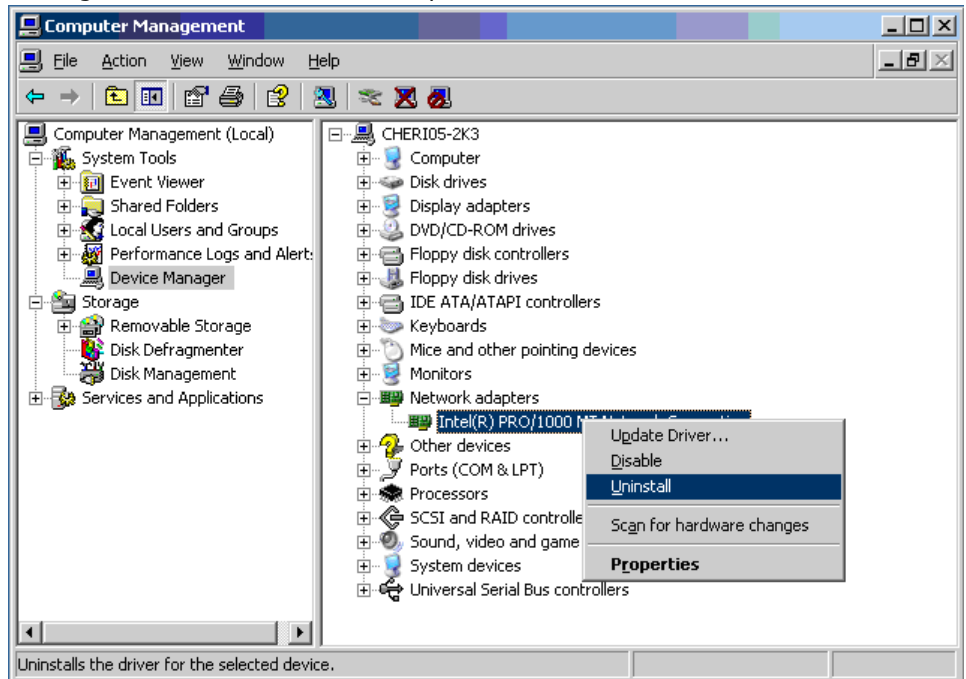 Computer Management
File Action View Window Help
Computer Management (Local)
System Tools
Event Viewer
Shared Folders
Local Users and Groups
Performance Logs and Alert
Device Manager
Storage
Removable Storage
Disk Defragmenter
Disk Management
Services and Applications
CHERI05-2K3
Computer
Disk drives
Display adapters
DVD/CD-ROM drives
Floppy disk controllers
Floppy disk drives
IDE ATA/ATAPI controllers
Keyboards
Mice and other pointing devices
Monitors
Network adapters
Intel(R) PRO/1000 MT
Other devices
Ports (COM & LPT)
Processors
SCSI and RAID controlle
Sound, video and game
System devices
Universal Serial Bus controllers
Update Driver...
Disable
Uninstall
Scan for hardware changes
Properties
Uninstalls the driver for the selected device.